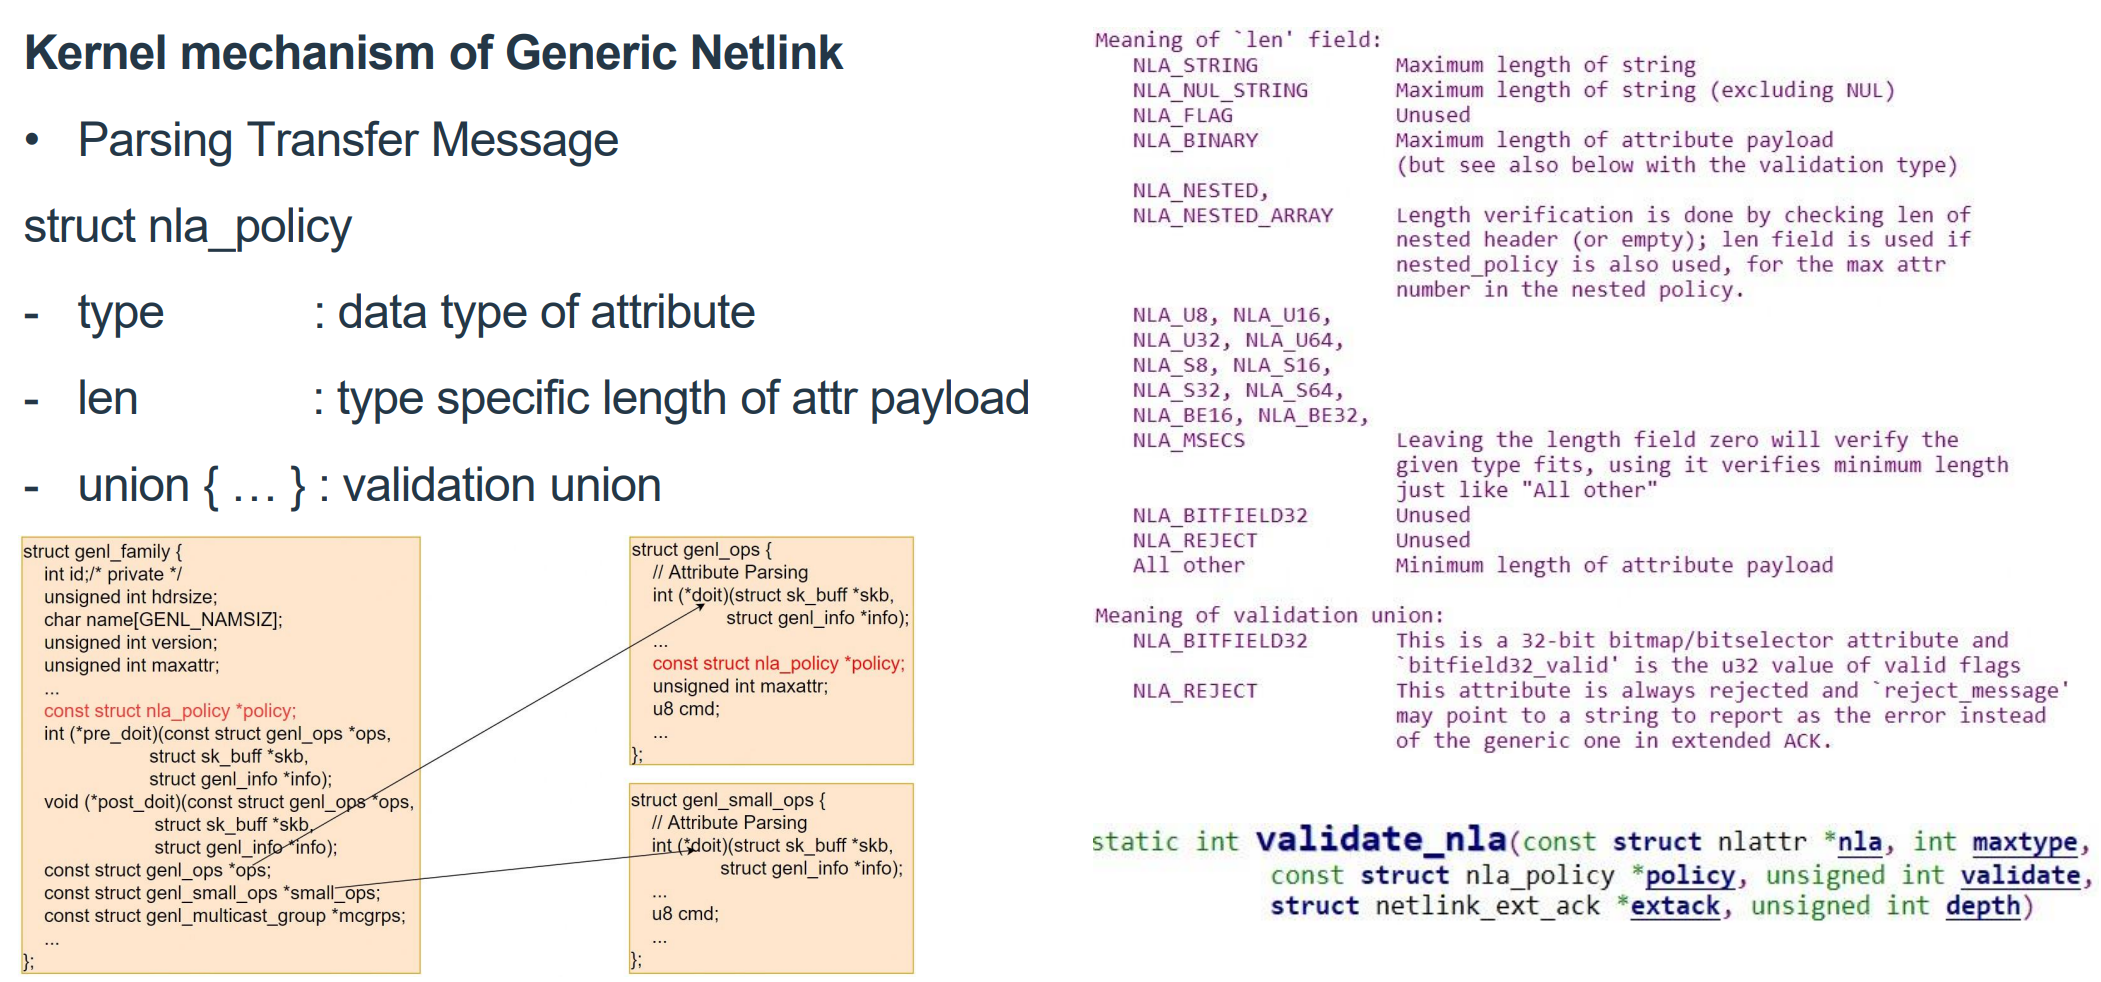 Kernel mechanism of Generic Netlink
• Parsing Transfer Message
struct nla_policy
- type : data type of attribute
- len : type specific length of attr payload
- union { … } : validation union
struct genl_family {
int id;/* private */
unsigned int hdrsize;
char name[GENL_NAMSIZ];
unsigned int version;
unsigned int maxattr;
...
const struct nla_policy *policy;
int (*pre_doit)(const struct genl_ops *ops,
struct sk_buff *skb,
struct genl_info *info);
void (*post_doit)(const struct genl_ops *ops,
struct sk_buff *skb,
struct genl_info *info);
const struct genl_ops *ops;
const struct genl_small_ops *small_ops;
const struct genl_multicast_group *mcgrps;
...
};
struct genl_ops {
// Attribute Parsing
int (*doit)(struct sk_buff *skb,
struct genl_info *info);
...
const struct nla_policy *policy;
unsigned int maxattr;
u8 cmd;
...
};
struct genl_small_ops {
// Attribute Parsing
int (*doit)(struct sk_buff *skb,
struct genl_info *info);
...
u8 cmd;
...
};
Meaning of `len' field:
NLA_STRING Maximum length of string
NLA_NUL_STRING Maximum length of string (excluding NUL)
NLA_FLAG Unused
NLA_BINARY Maximum length of attribute payload
(but see also below with the validation type)
NLA_NESTED,
NLA_NESTED_ARRAY Length verification is done by checking len of
nested header (or empty); len field is used if
nested_policy is also used, for the max attr
number in the nested policy.
NLA_U8, NLA_U16,
NLA_U32, NLA_U64,
NLA_S8, NLA_S16,
NLA_S32, NLA_S64,
NLA_BE16, NLA_BE32,
NLA_MSECS Leaving the length field zero will verify the
given type fits, using it verifies minimum length
just like "All other"
NLA_BITFIELD32 Unused
NLA_REJECT Unused
All other Minimum length of attribute payload
Meaning of validation union:
NLA_BITFIELD32 This is a 32-bit bitmap/bitselector attribute and
`bitfield32_valid' is the u32 value of valid flags
NLA_REJECT This attribute is always rejected and `reject_message'
may point to a string to report as the error instead
of the generic one in extended ACK.
static int validate_nla(const struct nlattr *nla, int maxtype,
const struct nla_policy *policy, unsigned int validate,
struct netlink_ext_ack *extack, unsigned int depth)